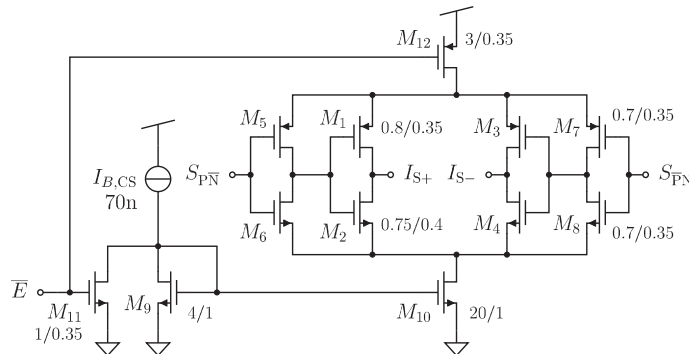 M12 3/0.35
M5 M1 0.8/0.35 M3 M7 0.7/0.35
SPN̅ IS+ IS− SP̅N
IB,CS
70n
M6 M2 0.75/0.4 M4 M8 0.7/0.35
E̅
M11 M9 4/1 M10 20/1
1/0.35